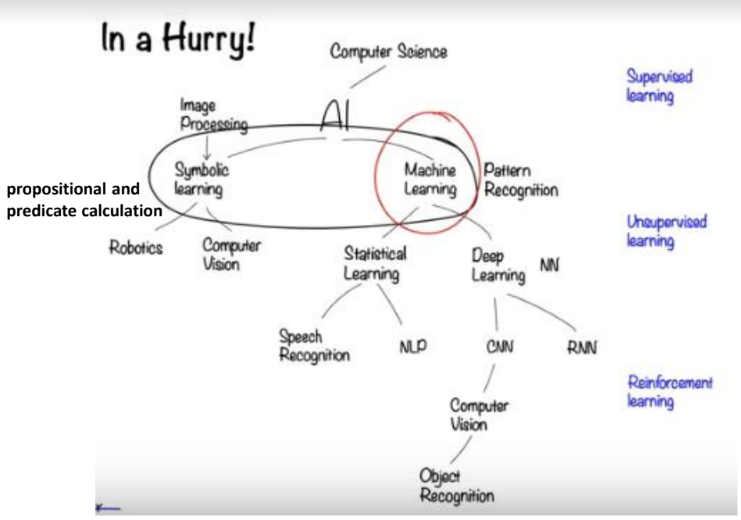 In a Hurry!
Computer Science
Supervised
learning
AI
Image
Processing
Symbolic
learning
Machine
Learning
Pattern
Recognition
propositional and
predicate calculation
Unsupervised
learning
Robotics
Computer
Vision
Statistical
Learning
Deep
Learning
NN
Speech
Recognition
NLP
CNN
RNN
Reinforcement
learning
Computer
Vision
Object
Recognition